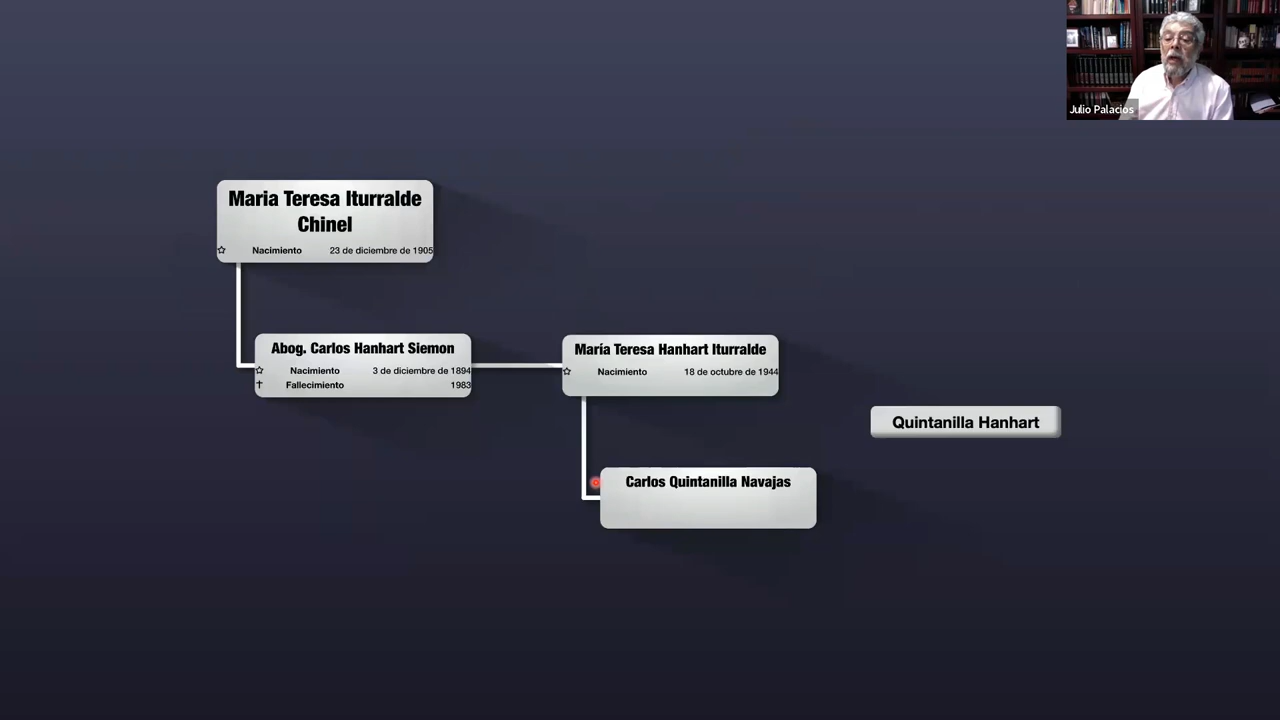 Julio Palacios
Maria Teresa Iturralde
Chinel
☆ Nacimiento 23 de diciembre de 1905
Abog. Carlos Hanhart Siemon
☆ Nacimiento 3 de diciembre de 1894
† Fallecimiento 1983
María Teresa Hanhart Iturralde
☆ Nacimiento 18 de octubre de 1944
Quintanilla Hanhart
Carlos Quintanilla Navajas